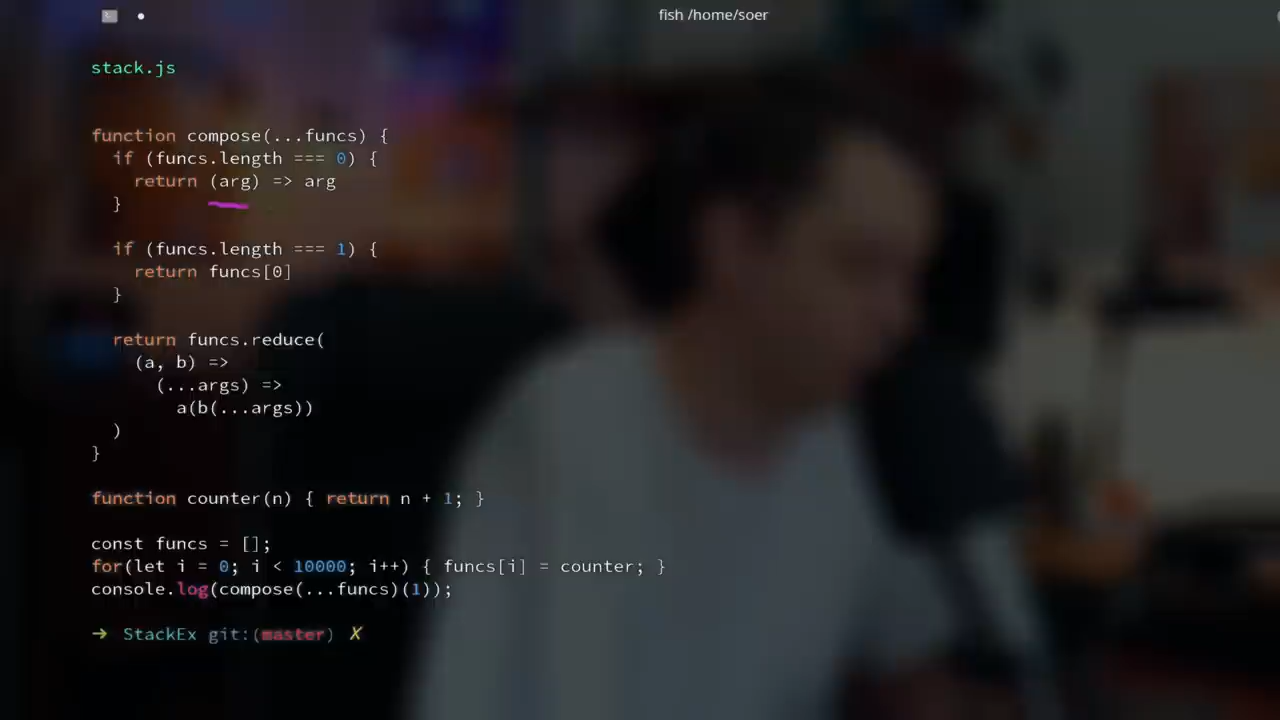 fish /home/soer
stack.js
function compose(...funcs) {
  if (funcs.length === 0) {
    return (arg) => arg
  }
  if (funcs.length === 1) {
    return funcs[0]
  }
  return funcs.reduce(
    (a, b) =>
      (...args) =>
        a(b(...args))
  )
}
function counter(n) { return n + 1; }
const funcs = [];
for(let i = 0; i < 10000; i++) { funcs[i] = counter; }
console.log(compose(...funcs)(1));
➜ StackEx git:(master) ✗